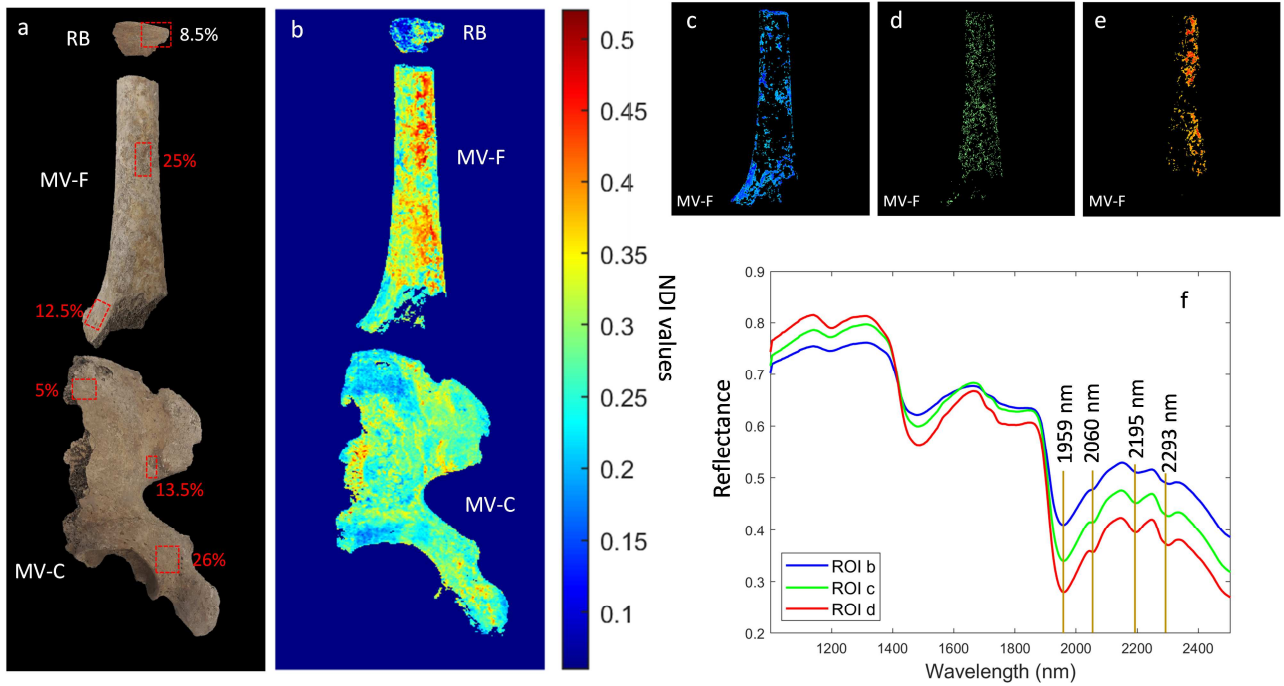 a
RB
8.5%
MV-F
25%
12.5%
5%
13.5%
MV-C
26%
b
RB
MV-F
MV-C
0.5
0.45
0.4
0.35
0.3
0.25
0.2
0.15
0.1
NDI values
c
MV-F
d
MV-F
e
MV-F
f
0.9
0.8
0.7
0.6
0.5
0.4
0.3
0.2
Reflectance
1959 nm
2060 nm
2195 nm
2293 nm
ROI b
ROI c
ROI d
1200
1400
1600
1800
2000
2200
2400
Wavelength (nm)